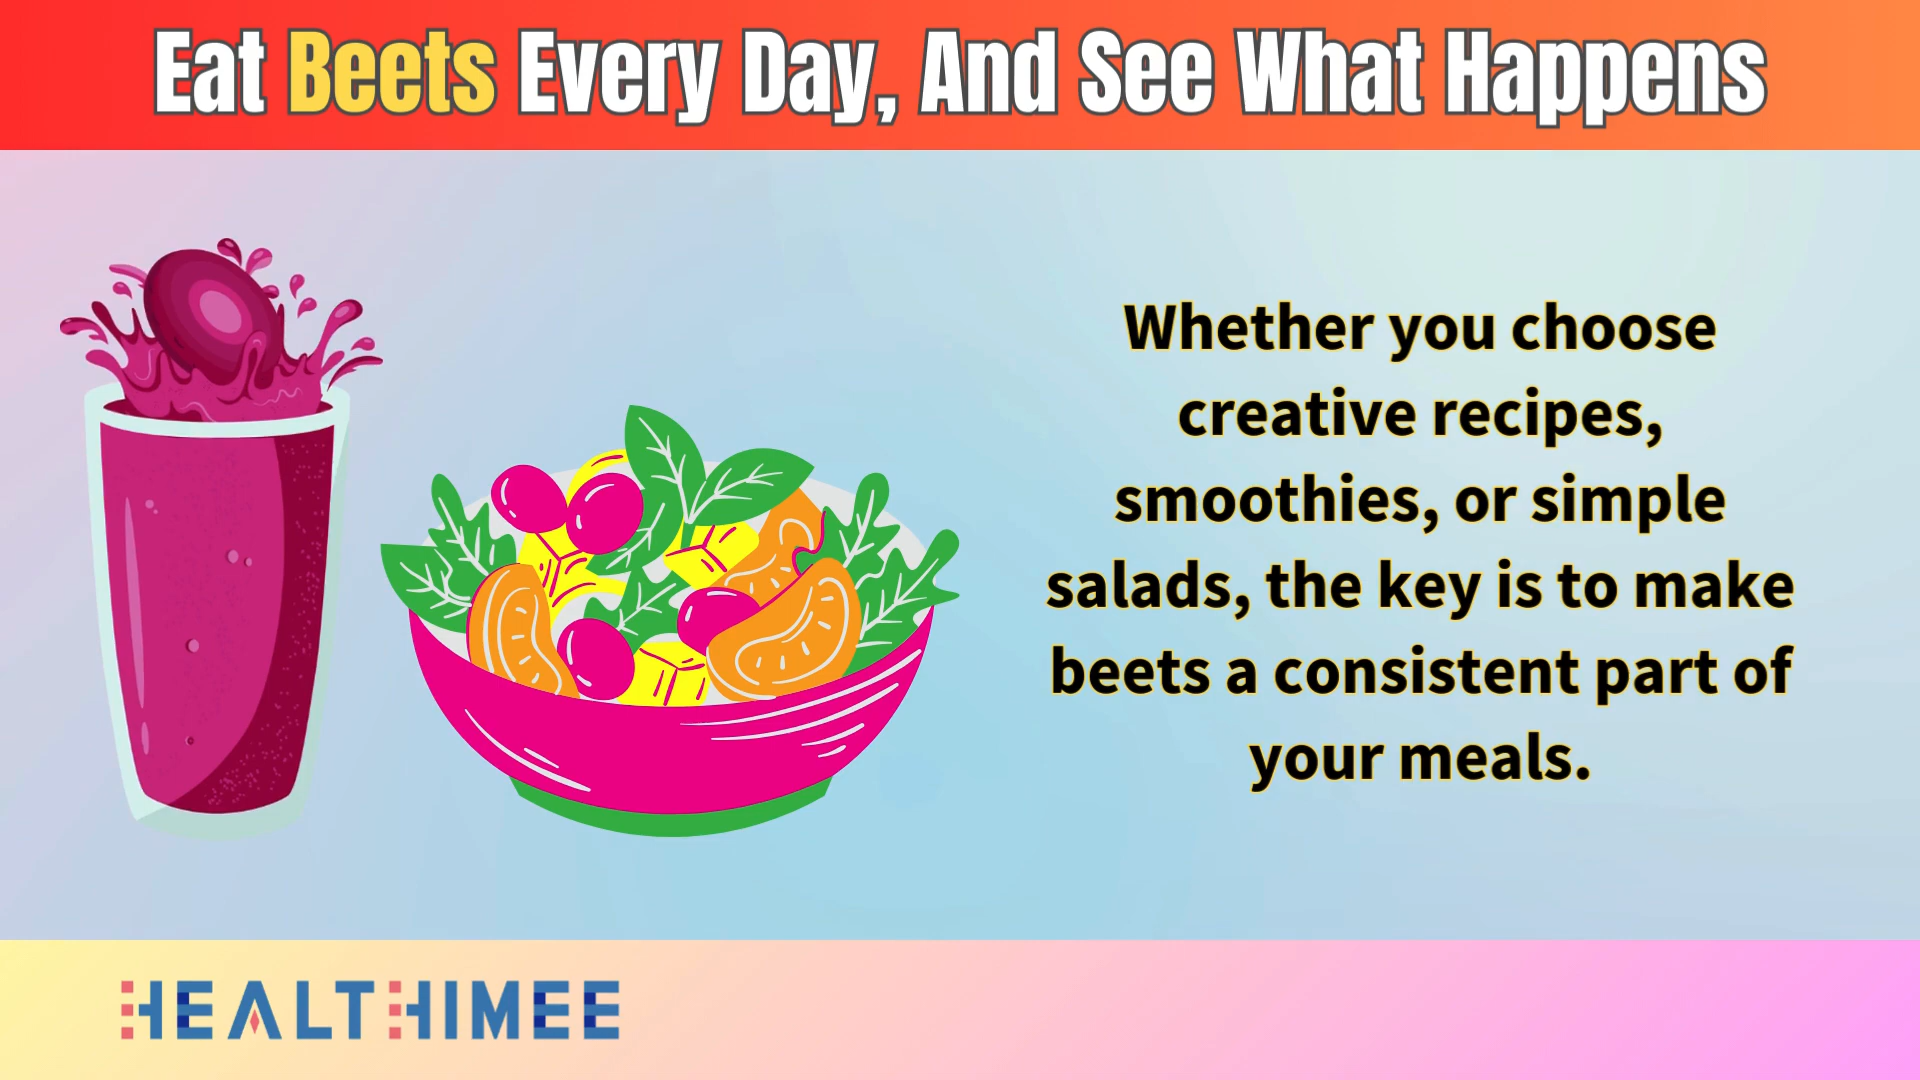 Eat Beets Every Day, And See What Happens
Whether you choose
creative recipes,
smoothies, or simple
salads, the key is to make
beets a consistent part of
your meals.
HEALTHIMEE